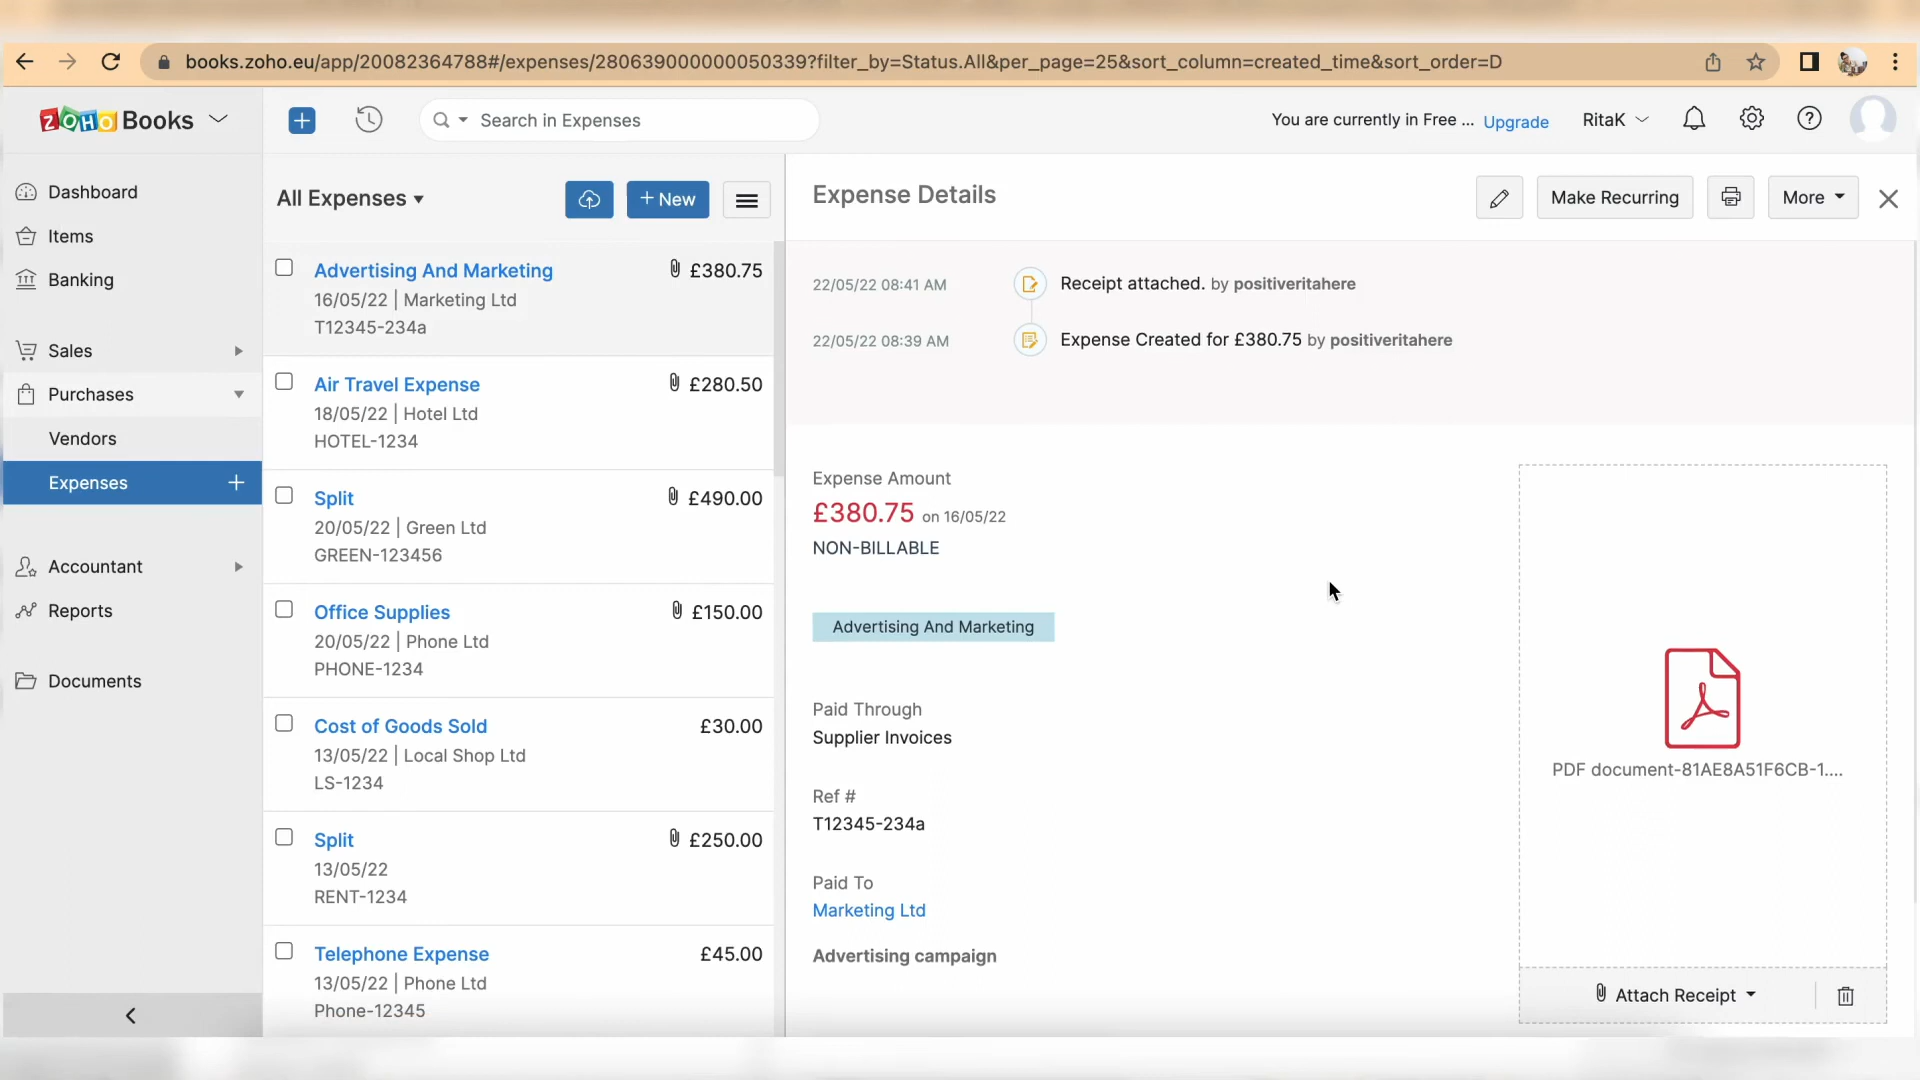 books.zoho.eu/app/20082364788#/expenses/280639000000050339?filter_by=Status.All&per_page=25&sort_column=created_time&sort_order=D
ZOHO Books
Search in Expenses
You are currently in Free ... Upgrade
RitaK
Dashboard
Items
Banking
Sales
Purchases
Vendors
Expenses +
Accountant
Reports
Documents
All Expenses
+ New
Advertising And Marketing £380.75
16/05/22 | Marketing Ltd
T12345-234a
Air Travel Expense £280.50
18/05/22 | Hotel Ltd
HOTEL-1234
Split £490.00
20/05/22 | Green Ltd
GREEN-123456
Office Supplies £150.00
20/05/22 | Phone Ltd
PHONE-1234
Cost of Goods Sold £30.00
13/05/22 | Local Shop Ltd
LS-1234
Split £250.00
13/05/22
RENT-1234
Telephone Expense £45.00
13/05/22 | Phone Ltd
Phone-12345
Expense Details
Make Recurring
More
22/05/22 08:41 AM Receipt attached. by positiveritahere
22/05/22 08:39 AM Expense Created for £380.75 by positiveritahere
Expense Amount
£380.75 on 16/05/22
NON-BILLABLE
Advertising And Marketing
Paid Through
Supplier Invoices
Ref #
T12345-234a
Paid To
Marketing Ltd
Advertising campaign
PDF document-81AE8A51F6CB-1....
Attach Receipt